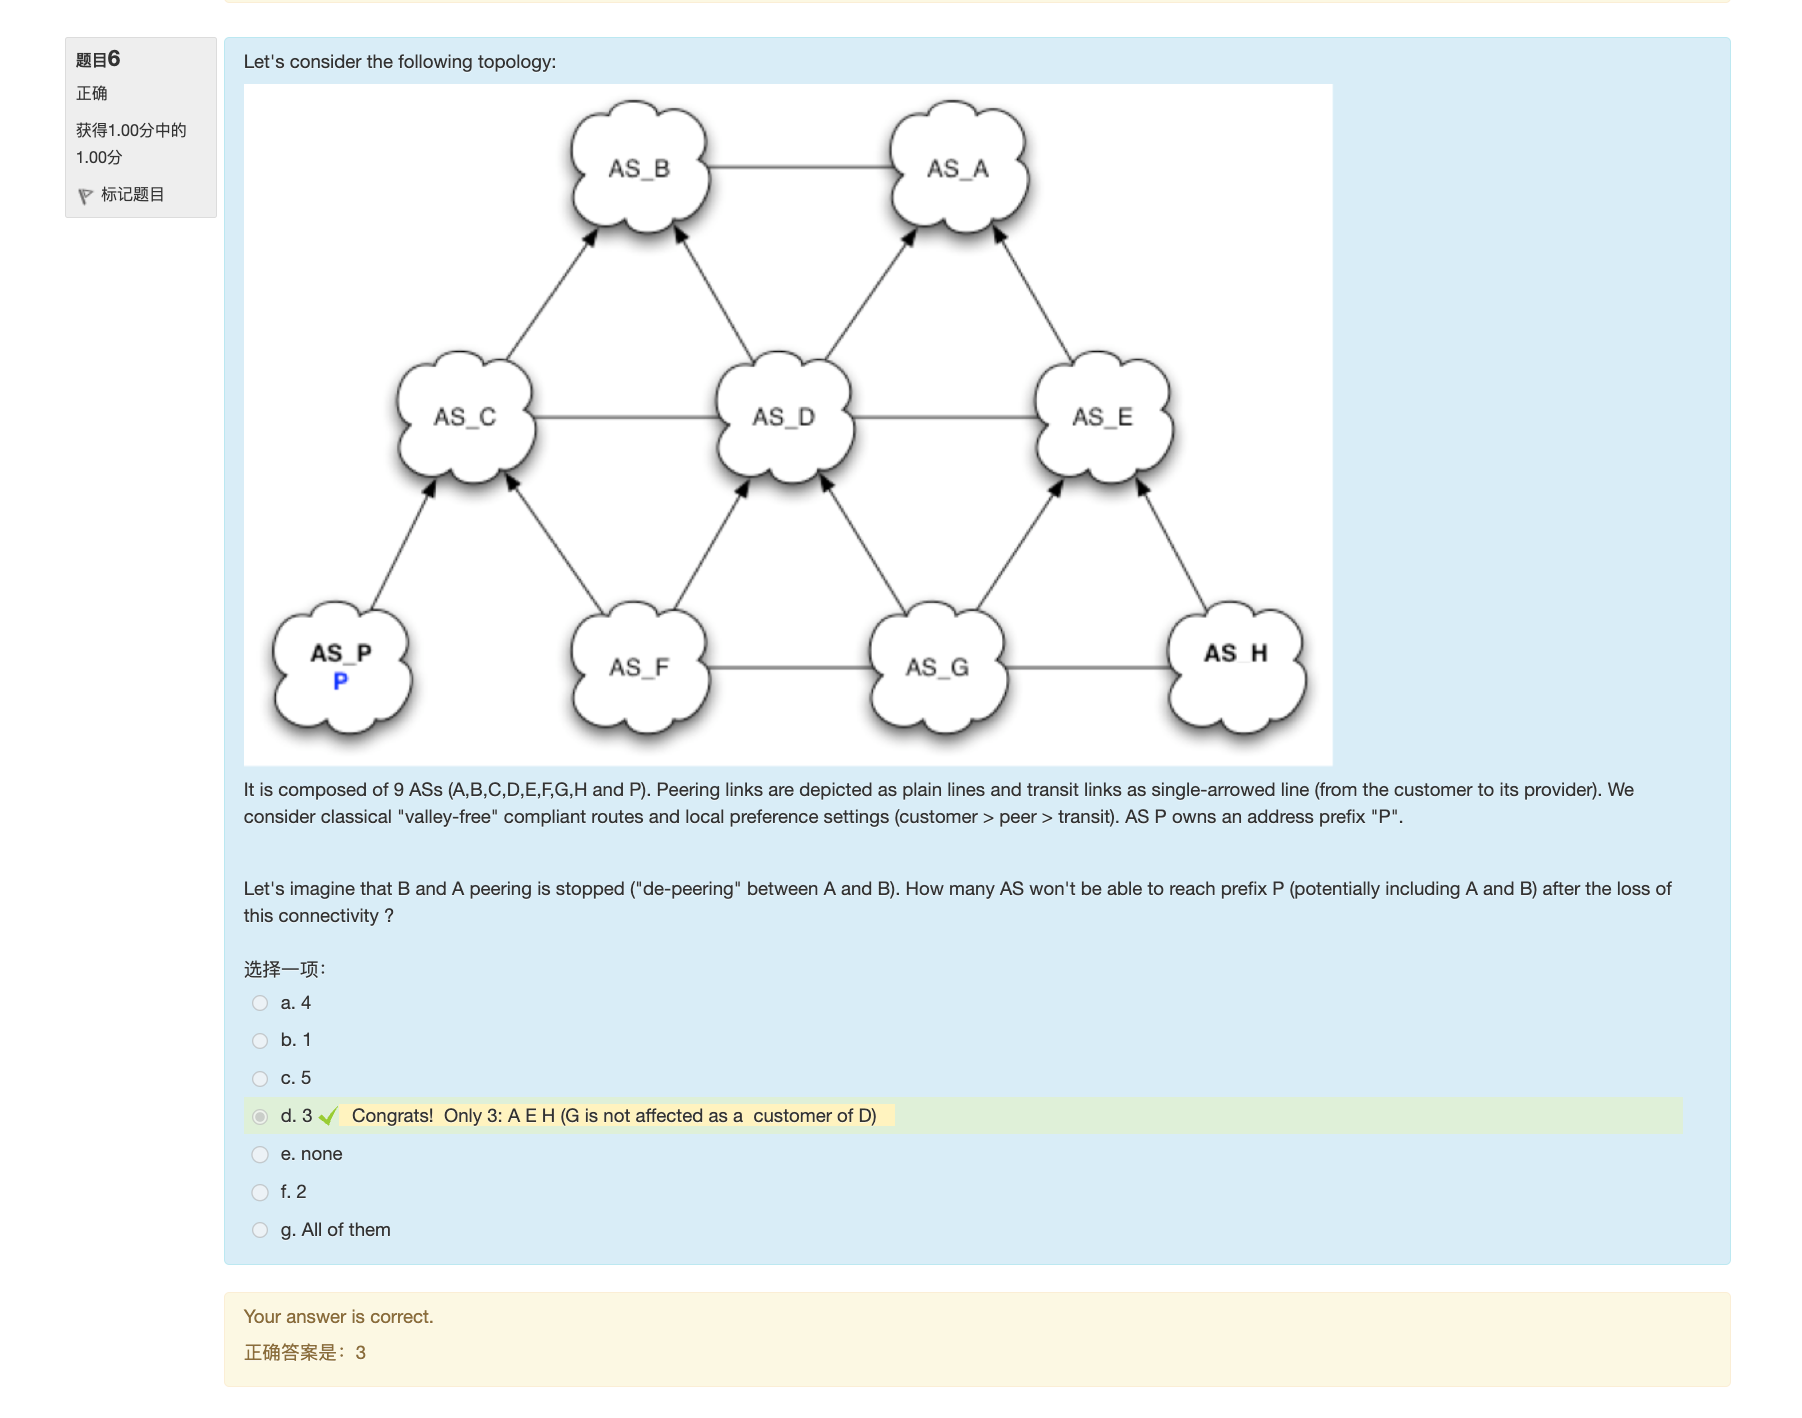 题目6
正确
获得1.00分中的
1.00分
标记题目
Let's consider the following topology:
AS_B
AS_A
AS_C
AS_D
AS_E
AS_P
P
AS_F
AS_G
AS H
It is composed of 9 ASs (A,B,C,D,E,F,G,H and P). Peering links are depicted as plain lines and transit links as single-arrowed line (from the customer to its provider). We
consider classical "valley-free" compliant routes and local preference settings (customer > peer > transit). AS P owns an address prefix "P".
Let's imagine that B and A peering is stopped ("de-peering" between A and B). How many AS won't be able to reach prefix P (potentially including A and B) after the loss of
this connectivity ?
选择一项：
a. 4
b. 1
c. 5
d. 3 Congrats! Only 3: A E H (G is not affected as a customer of D)
e. none
f. 2
g. All of them
Your answer is correct.
正确答案是：3